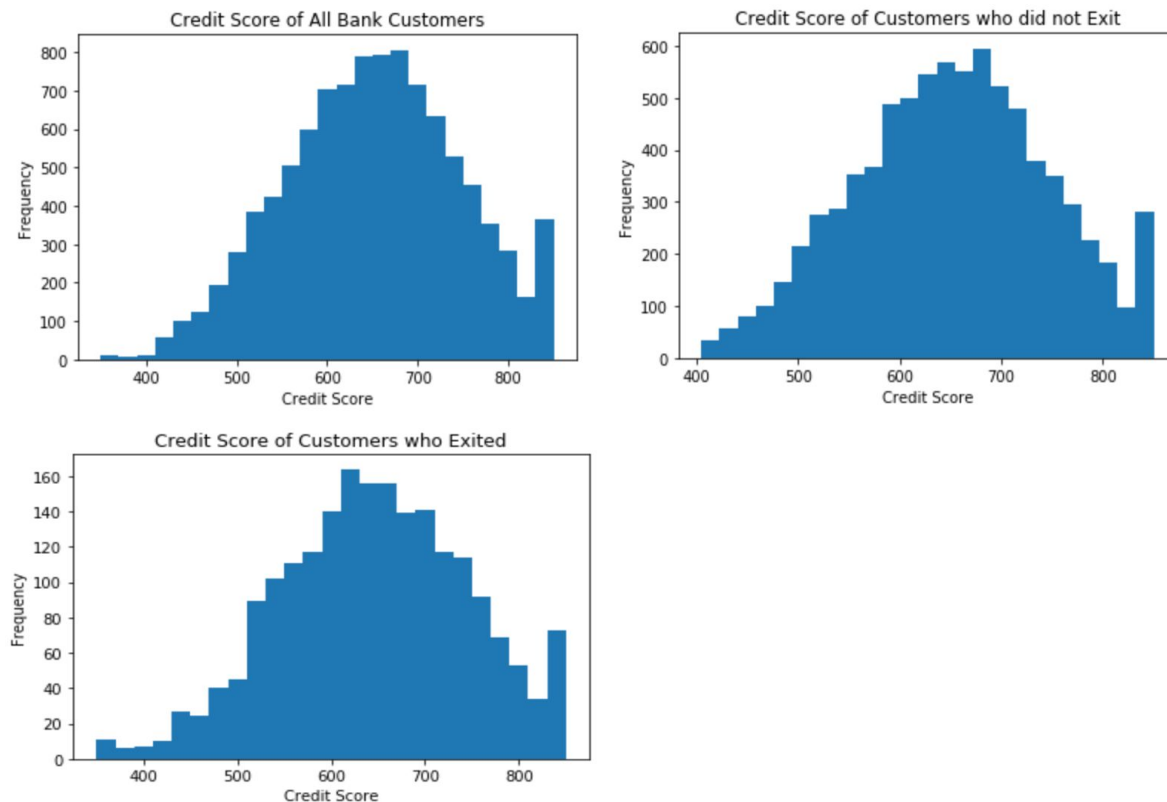 Credit Score of All Bank Customers
800
700
600
500
400
300
200
100
0
Frequency
400 500 600 700 800
Credit Score
Credit Score of Customers who did not Exit
600
500
400
300
200
100
0
Frequency
400 500 600 700 800
Credit Score
Credit Score of Customers who Exited
160
140
120
100
80
60
40
20
0
Frequency
400 500 600 700 800
Credit Score